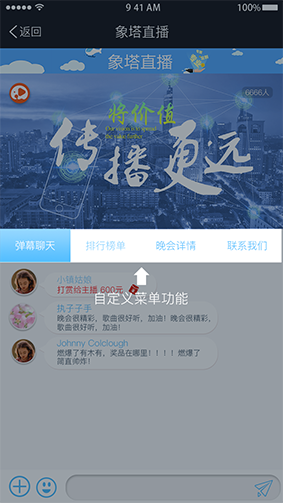 9:41 AM 100%
返回 象塔直播
象塔直播
6666人
将价值
传播更远
弹幕聊天 排行榜单 晚会详情 联系我们
小镇姑娘
打赏给主播 600元
自定义菜单功能
执子子手
晚会很精彩，歌曲很好听，加油！晚会很精
彩，歌曲很好听，加油！
Johnny Colclough
燃爆了有木有，奖品在哪里！！！！燃爆了
简直帅炸！